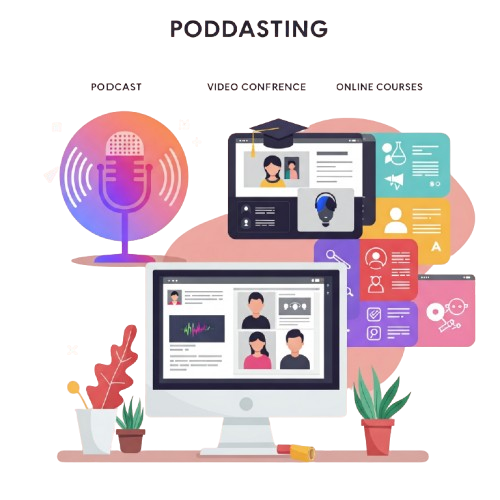 PODDASTING
PODCAST
VIDEO CONFRENCE
ONLINE COURSES
A